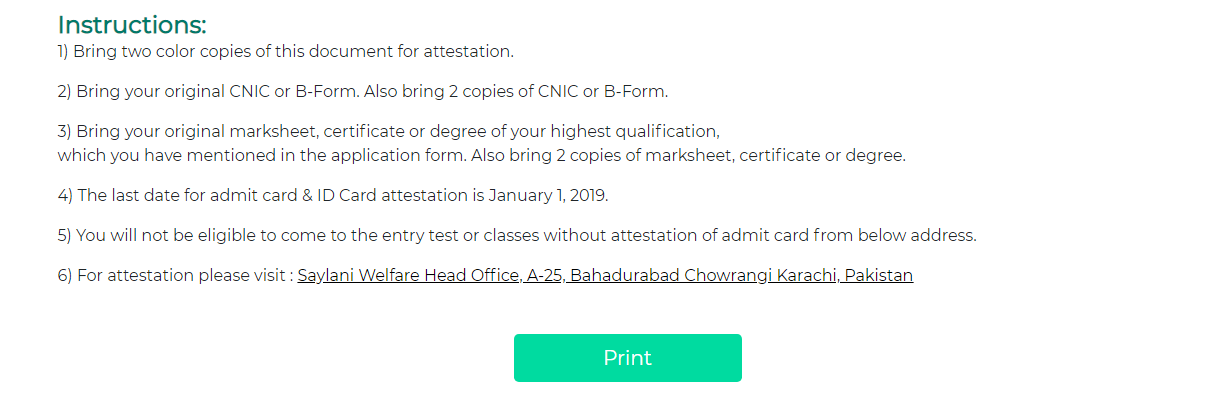 Instructions:
1) Bring two color copies of this document for attestation.
2) Bring your original CNIC or B-Form. Also bring 2 copies of CNIC or B-Form.
3) Bring your original marksheet, certificate or degree of your highest qualification,
which you have mentioned in the application form. Also bring 2 copies of marksheet, certificate or degree.
4) The last date for admit card & ID Card attestation is January 1, 2019.
5) You will not be eligible to come to the entry test or classes without attestation of admit card from below address.
6) For attestation please visit : Saylani Welfare Head Office, A-25, Bahadurabad Chowrangi Karachi, Pakistan
Print